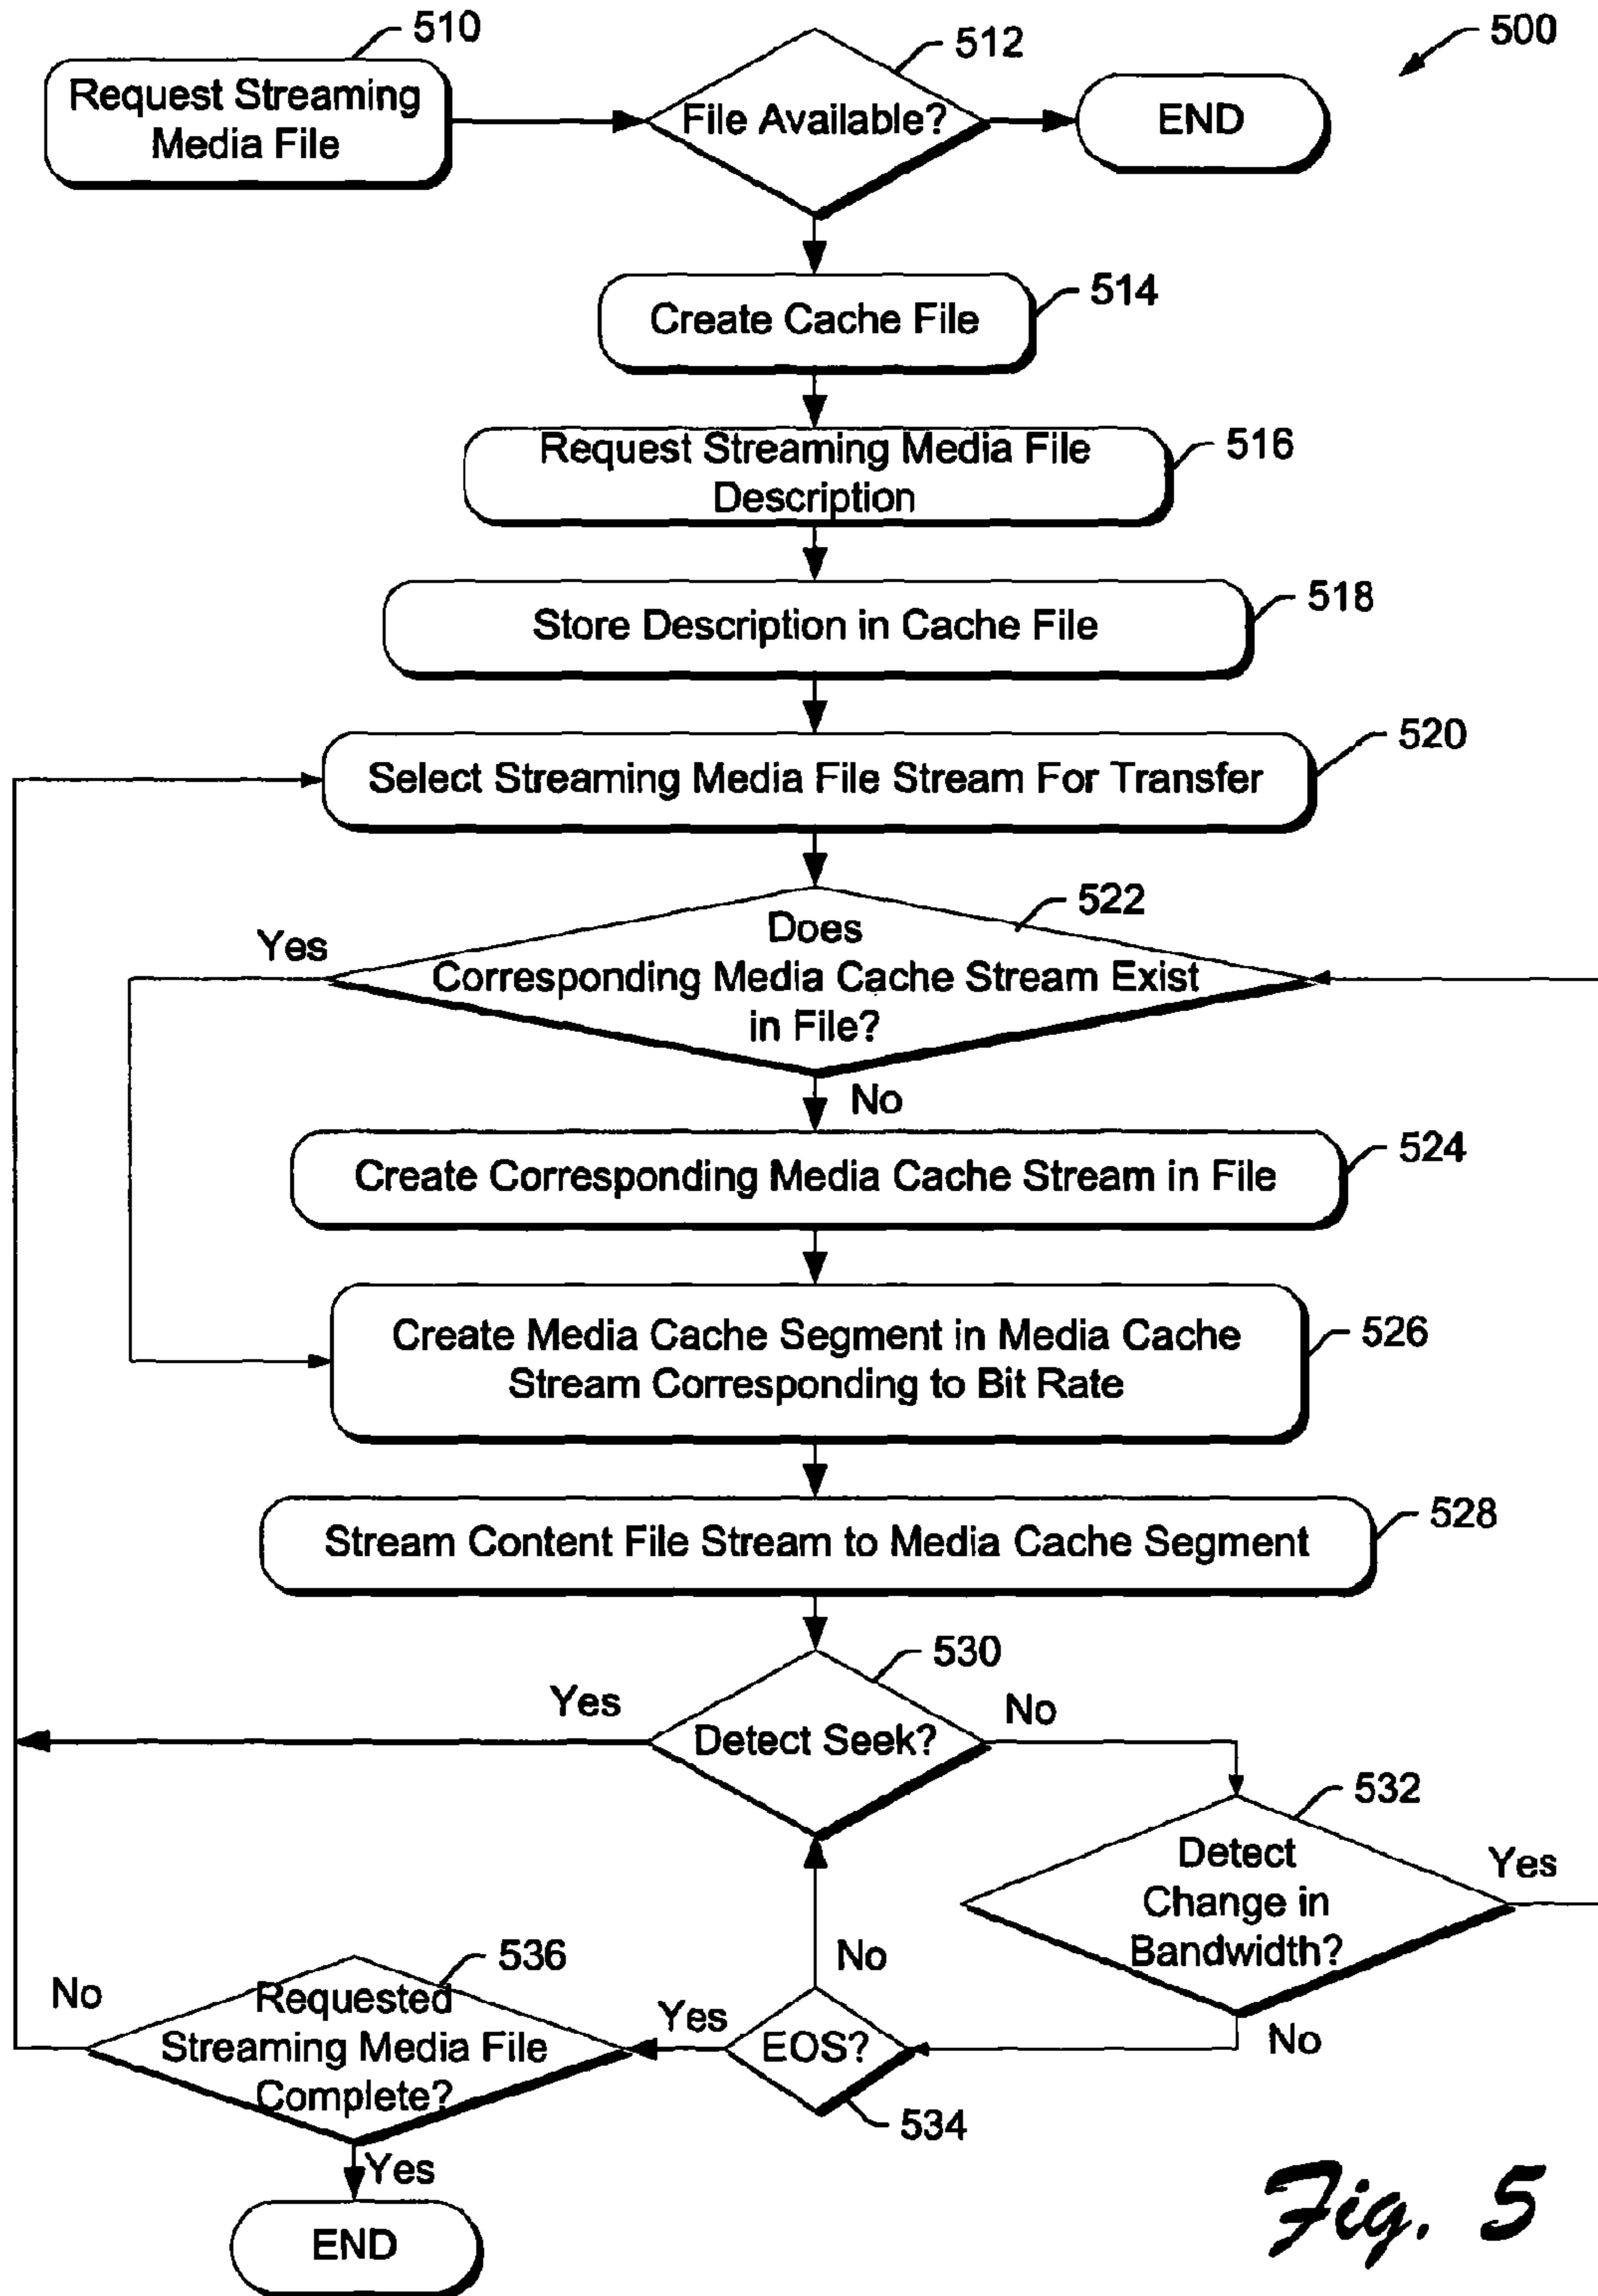 510
512
500
Request Streaming
Media File
File Available?
END
514
Create Cache File
516
Request Streaming Media File
Description
518
Store Description in Cache File
520
Select Streaming Media File Stream For Transfer
522
Yes
Does
Corresponding Media Cache Stream Exist
in File?
No
524
Create Corresponding Media Cache Stream in File
526
Create Media Cache Segment in Media Cache
Stream Corresponding to Bit Rate
528
Stream Content File Stream to Media Cache Segment
530
Yes
No
Detect Seek?
532
Detect
Change in
Bandwidth?
Yes
No
536
No
Requested
Streaming Media File
Complete?
Yes
EOS?
No
534
Yes
END
Fig. 5